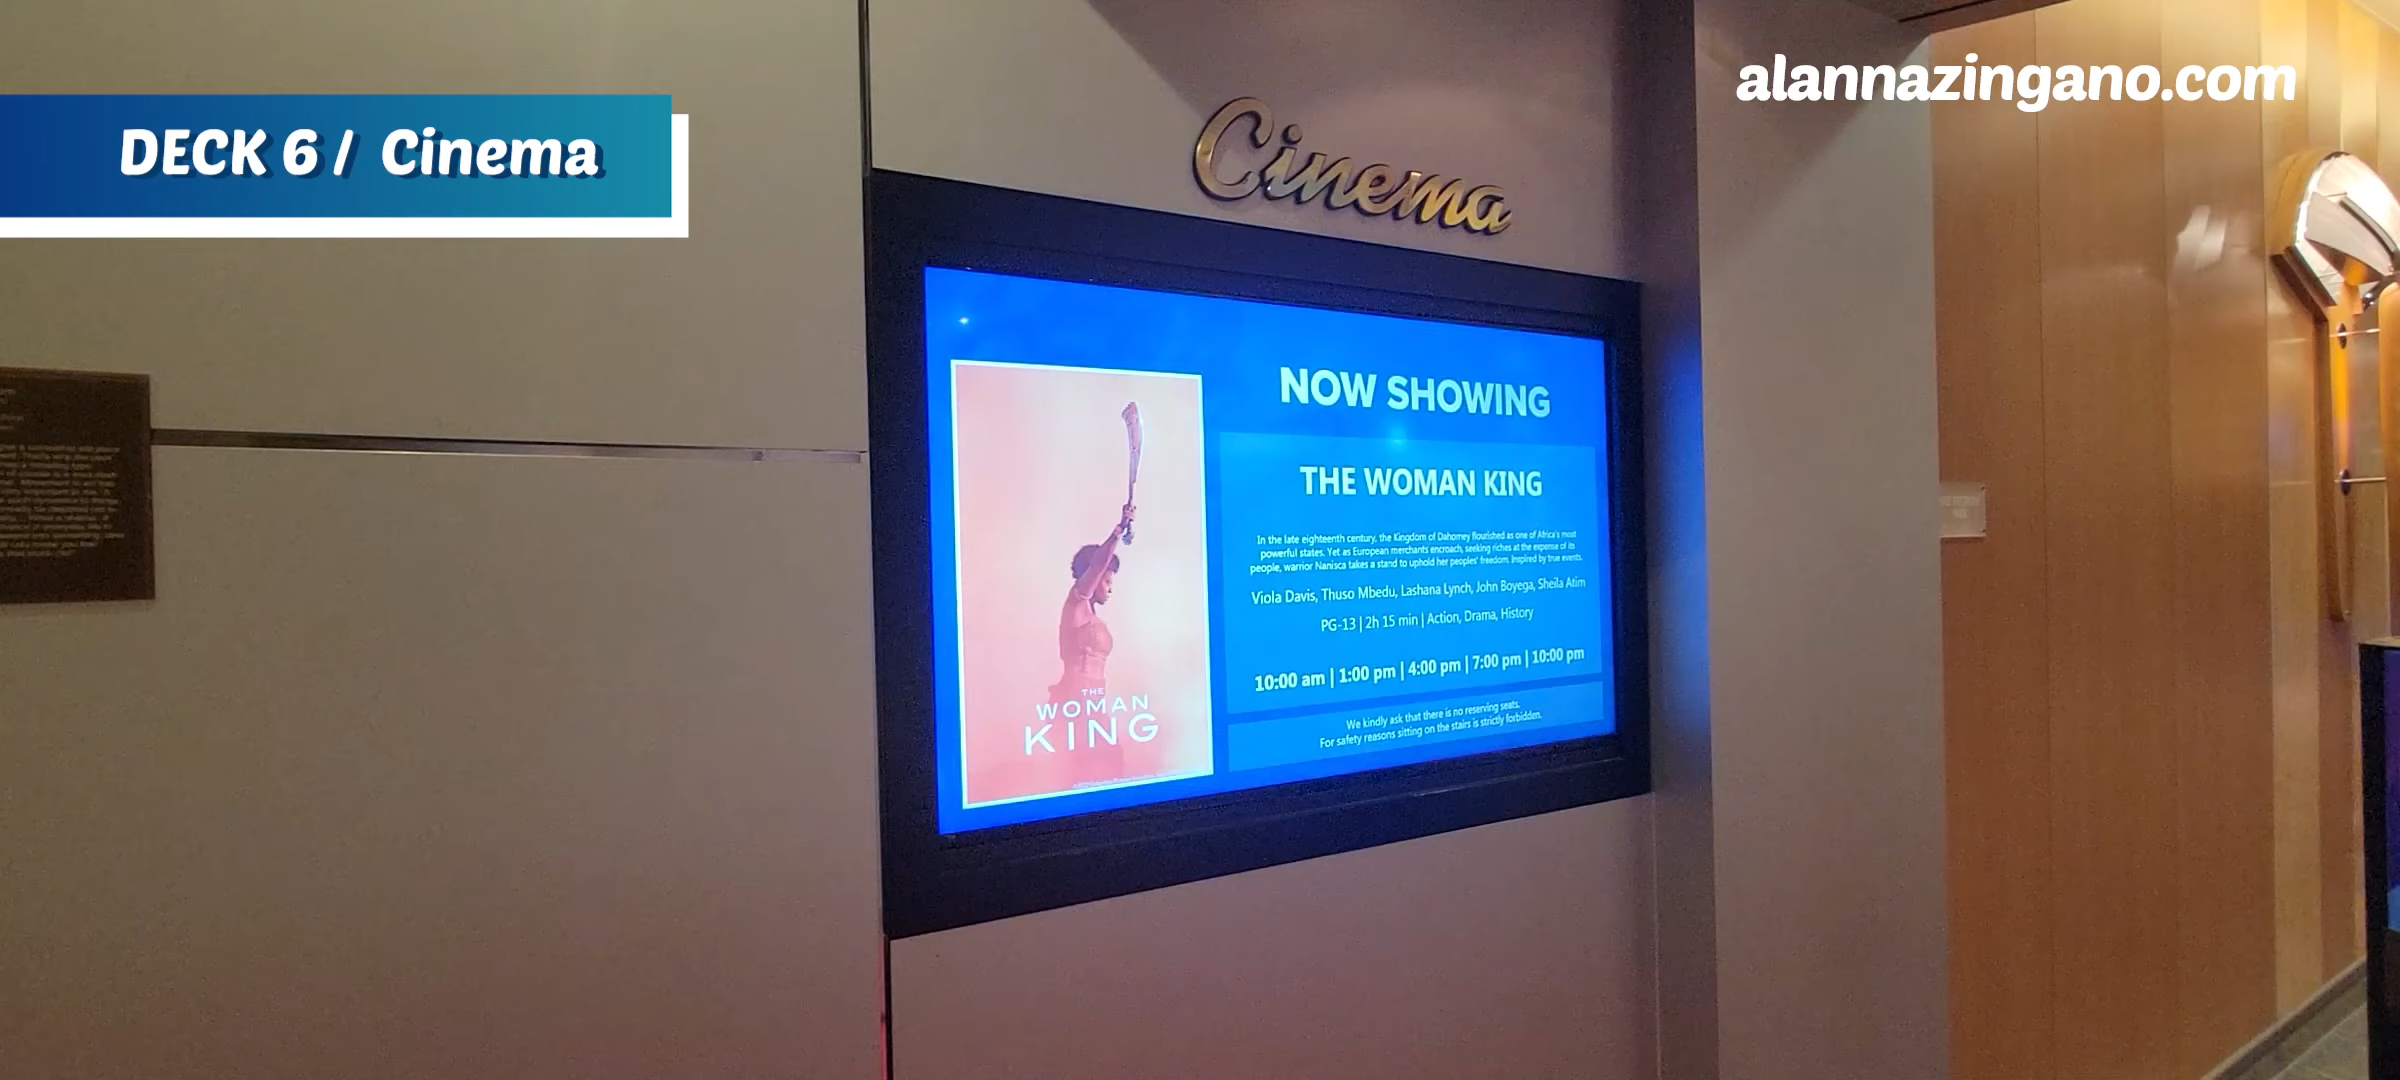 DECK 6 / Cinema
alannazingano.com
Cinema
NOW SHOWING
THE WOMAN KING
In the late eighteenth century, the Kingdom of Dahomey flourished as one of Africa's most
powerful states. Yet as European merchants encroach, seeking riches at the expense of its
people, warrior Nanisca takes a stand to uphold her peoples' freedom. Inspired by true events.
Viola Davis, Thuso Mbedu, Lashana Lynch, John Boyega, Sheila Atim
PG-13 | 2h 15 min | Action, Drama, History
10:00 am | 1:00 pm | 4:00 pm | 7:00 pm | 10:00 pm
We kindly ask that there is no reserving seats.
For safety reasons sitting on the stairs is strictly forbidden.
THE
WOMAN
KING